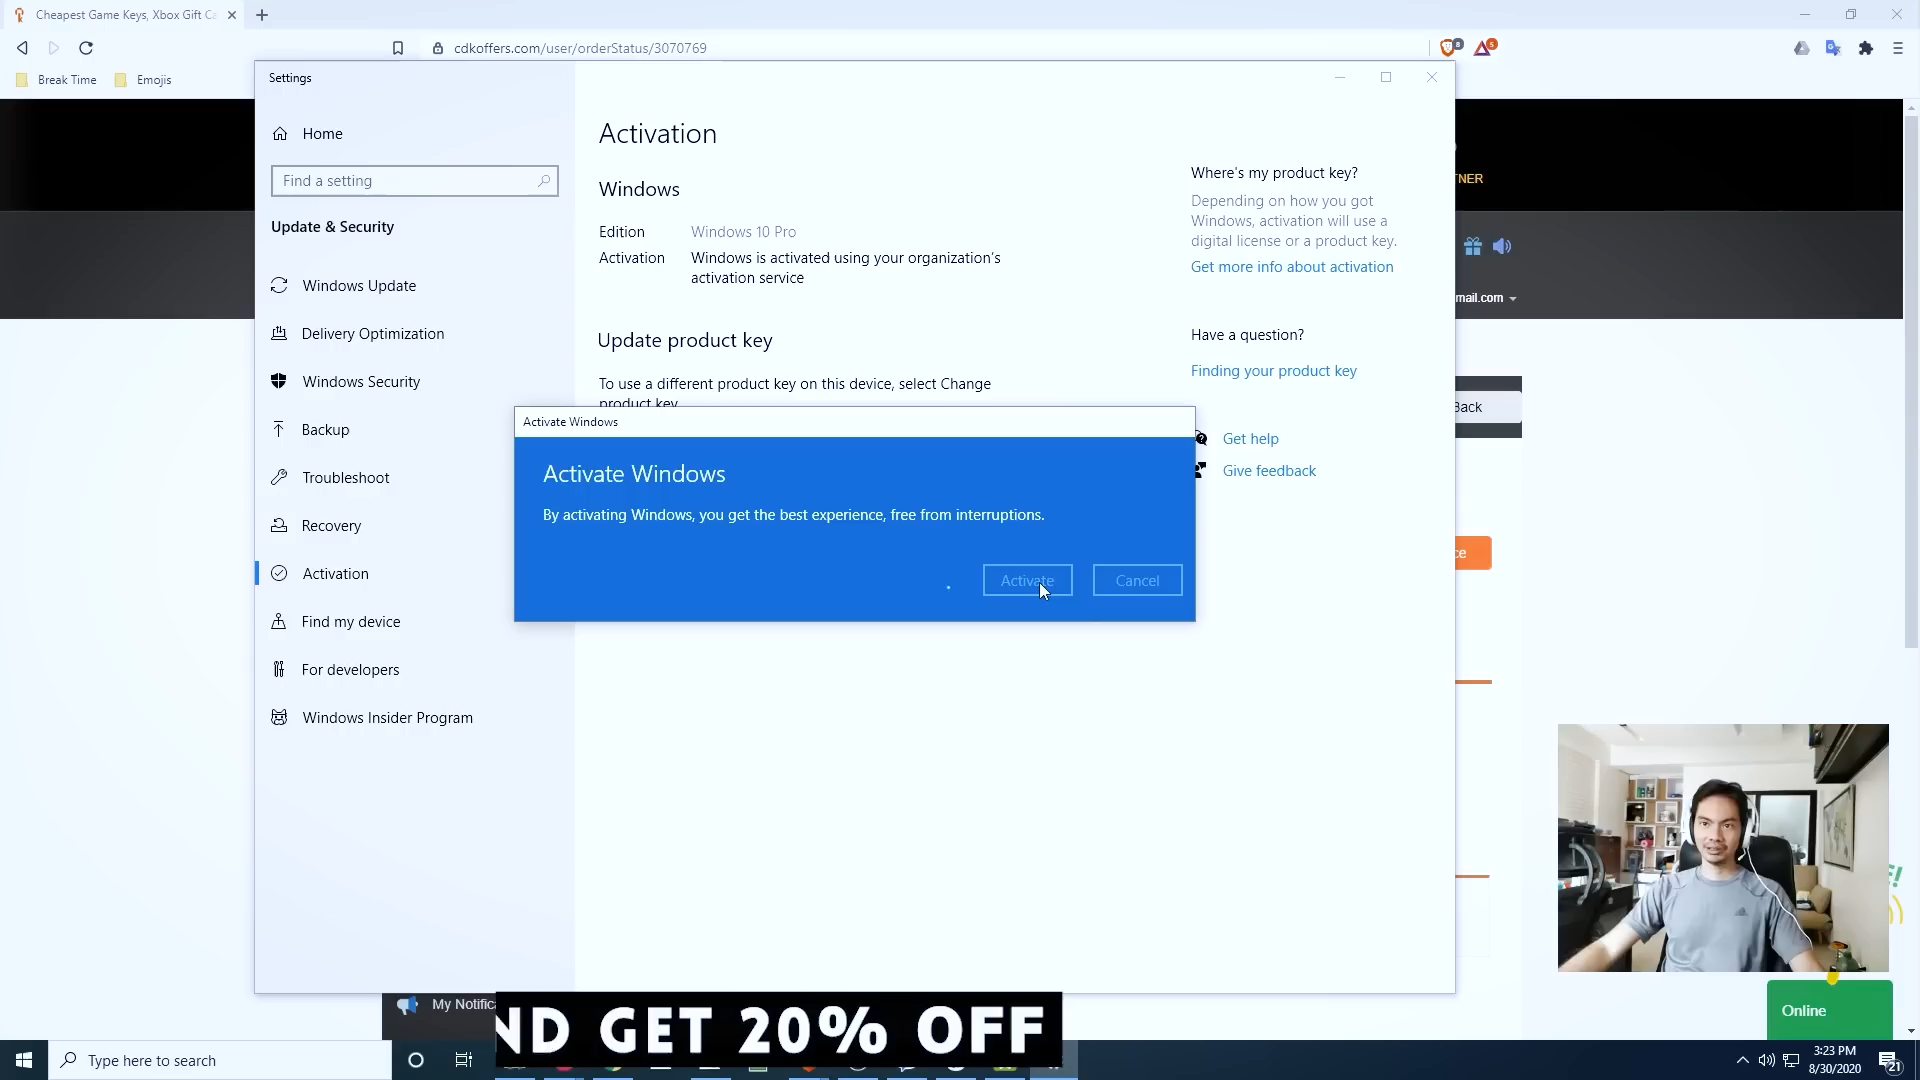 Cheapest Game Keys, Xbox Gift Ca
cdkoffers.com/user/orderStatus/3070769
8
5
Break Time
Emojis
Settings
Home
Find a setting
Update & Security
Windows Update
Delivery Optimization
Windows Security
Backup
Troubleshoot
Recovery
Activation
Find my device
For developers
Windows Insider Program
Activation
Windows
Edition
Windows 10 Pro
Activation
Windows is activated using your organization's
activation service
Update product key
To use a different product key on this device, select Change
product key.
Where's my product key?
Depending on how you got
Windows, activation will use a
digital license or a product key.
Get more info about activation
Have a question?
Finding your product key
Get help
Give feedback
Activate Windows
Activate Windows
By activating Windows, you get the best experience, free from interruptions.
Activate
Cancel
TNER
mail.com
Back
ce
My Notific
ND GET 20% OFF
Online
Type here to search
3:23 PM
8/30/2020
21